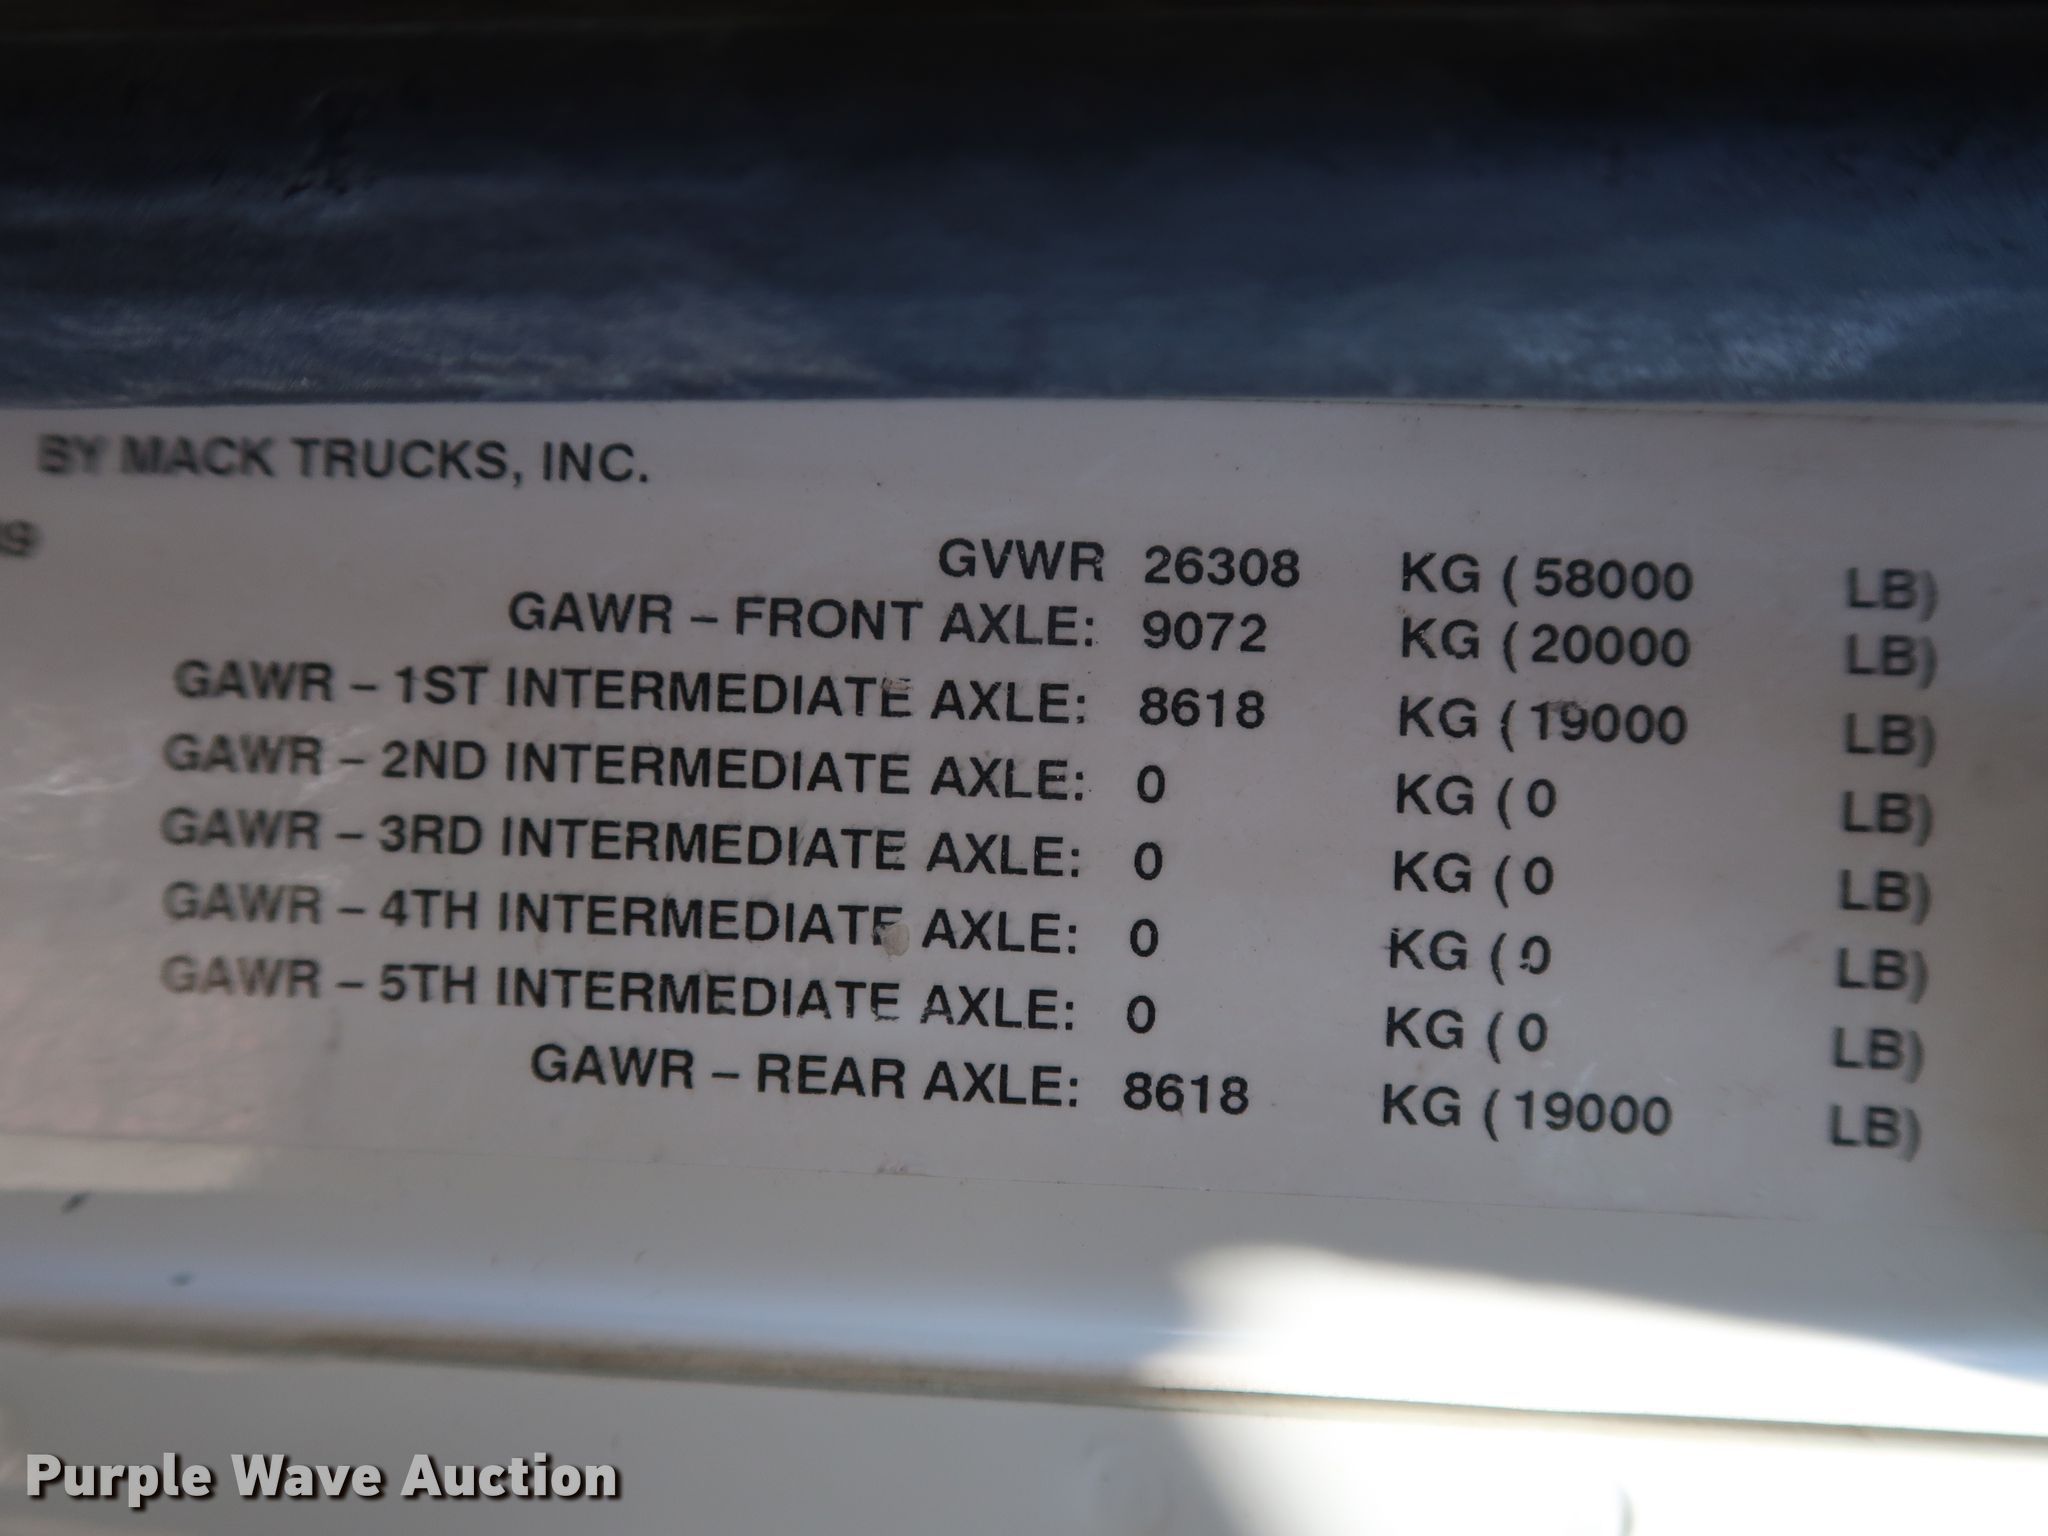 BY MACK TRUCKS, INC.
GVWR 26308 KG (58000 LB)
GAWR – FRONT AXLE: 9072 KG (20000 LB)
GAWR – 1ST INTERMEDIATE AXLE: 8618 KG (19000 LB)
GAWR – 2ND INTERMEDIATE AXLE: 0 KG (0 LB)
GAWR – 3RD INTERMEDIATE AXLE: 0 KG (0 LB)
GAWR – 4TH INTERMEDIATE AXLE: 0 KG (0 LB)
GAWR – 5TH INTERMEDIATE AXLE: 0 KG (0 LB)
GAWR – REAR AXLE: 8618 KG (19000 LB)
Purple Wave Auction